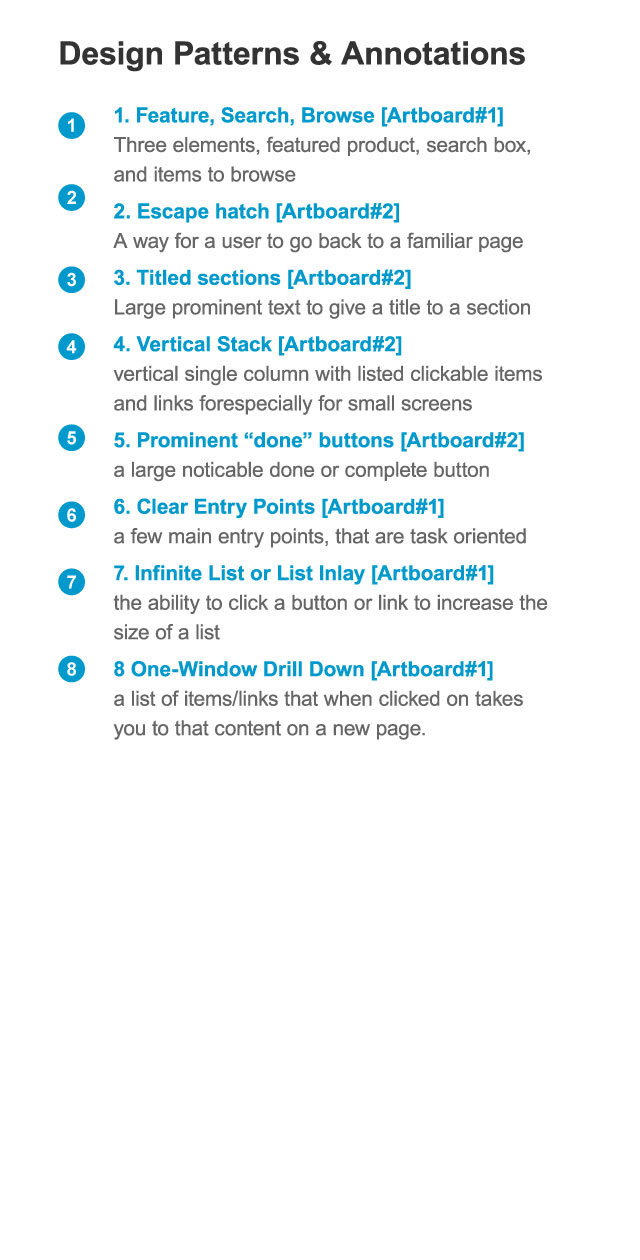 Design Patterns & Annotations
1
1. Feature, Search, Browse [Artboard#1]
Three elements, featured product, search box,
and items to browse
2
2. Escape hatch [Artboard#2]
A way for a user to go back to a familiar page
3
3. Titled sections [Artboard#2]
Large prominent text to give a title to a section
4
4. Vertical Stack [Artboard#2]
vertical single column with listed clickable items
and links forespecially for small screens
5
5. Prominent “done” buttons [Artboard#2]
a large noticable done or complete button
6
6. Clear Entry Points [Artboard#1]
a few main entry points, that are task oriented
7
7. Infinite List or List Inlay [Artboard#1]
the ability to click a button or link to increase the
size of a list
8
8 One-Window Drill Down [Artboard#1]
a list of items/links that when clicked on takes
you to that content on a new page.